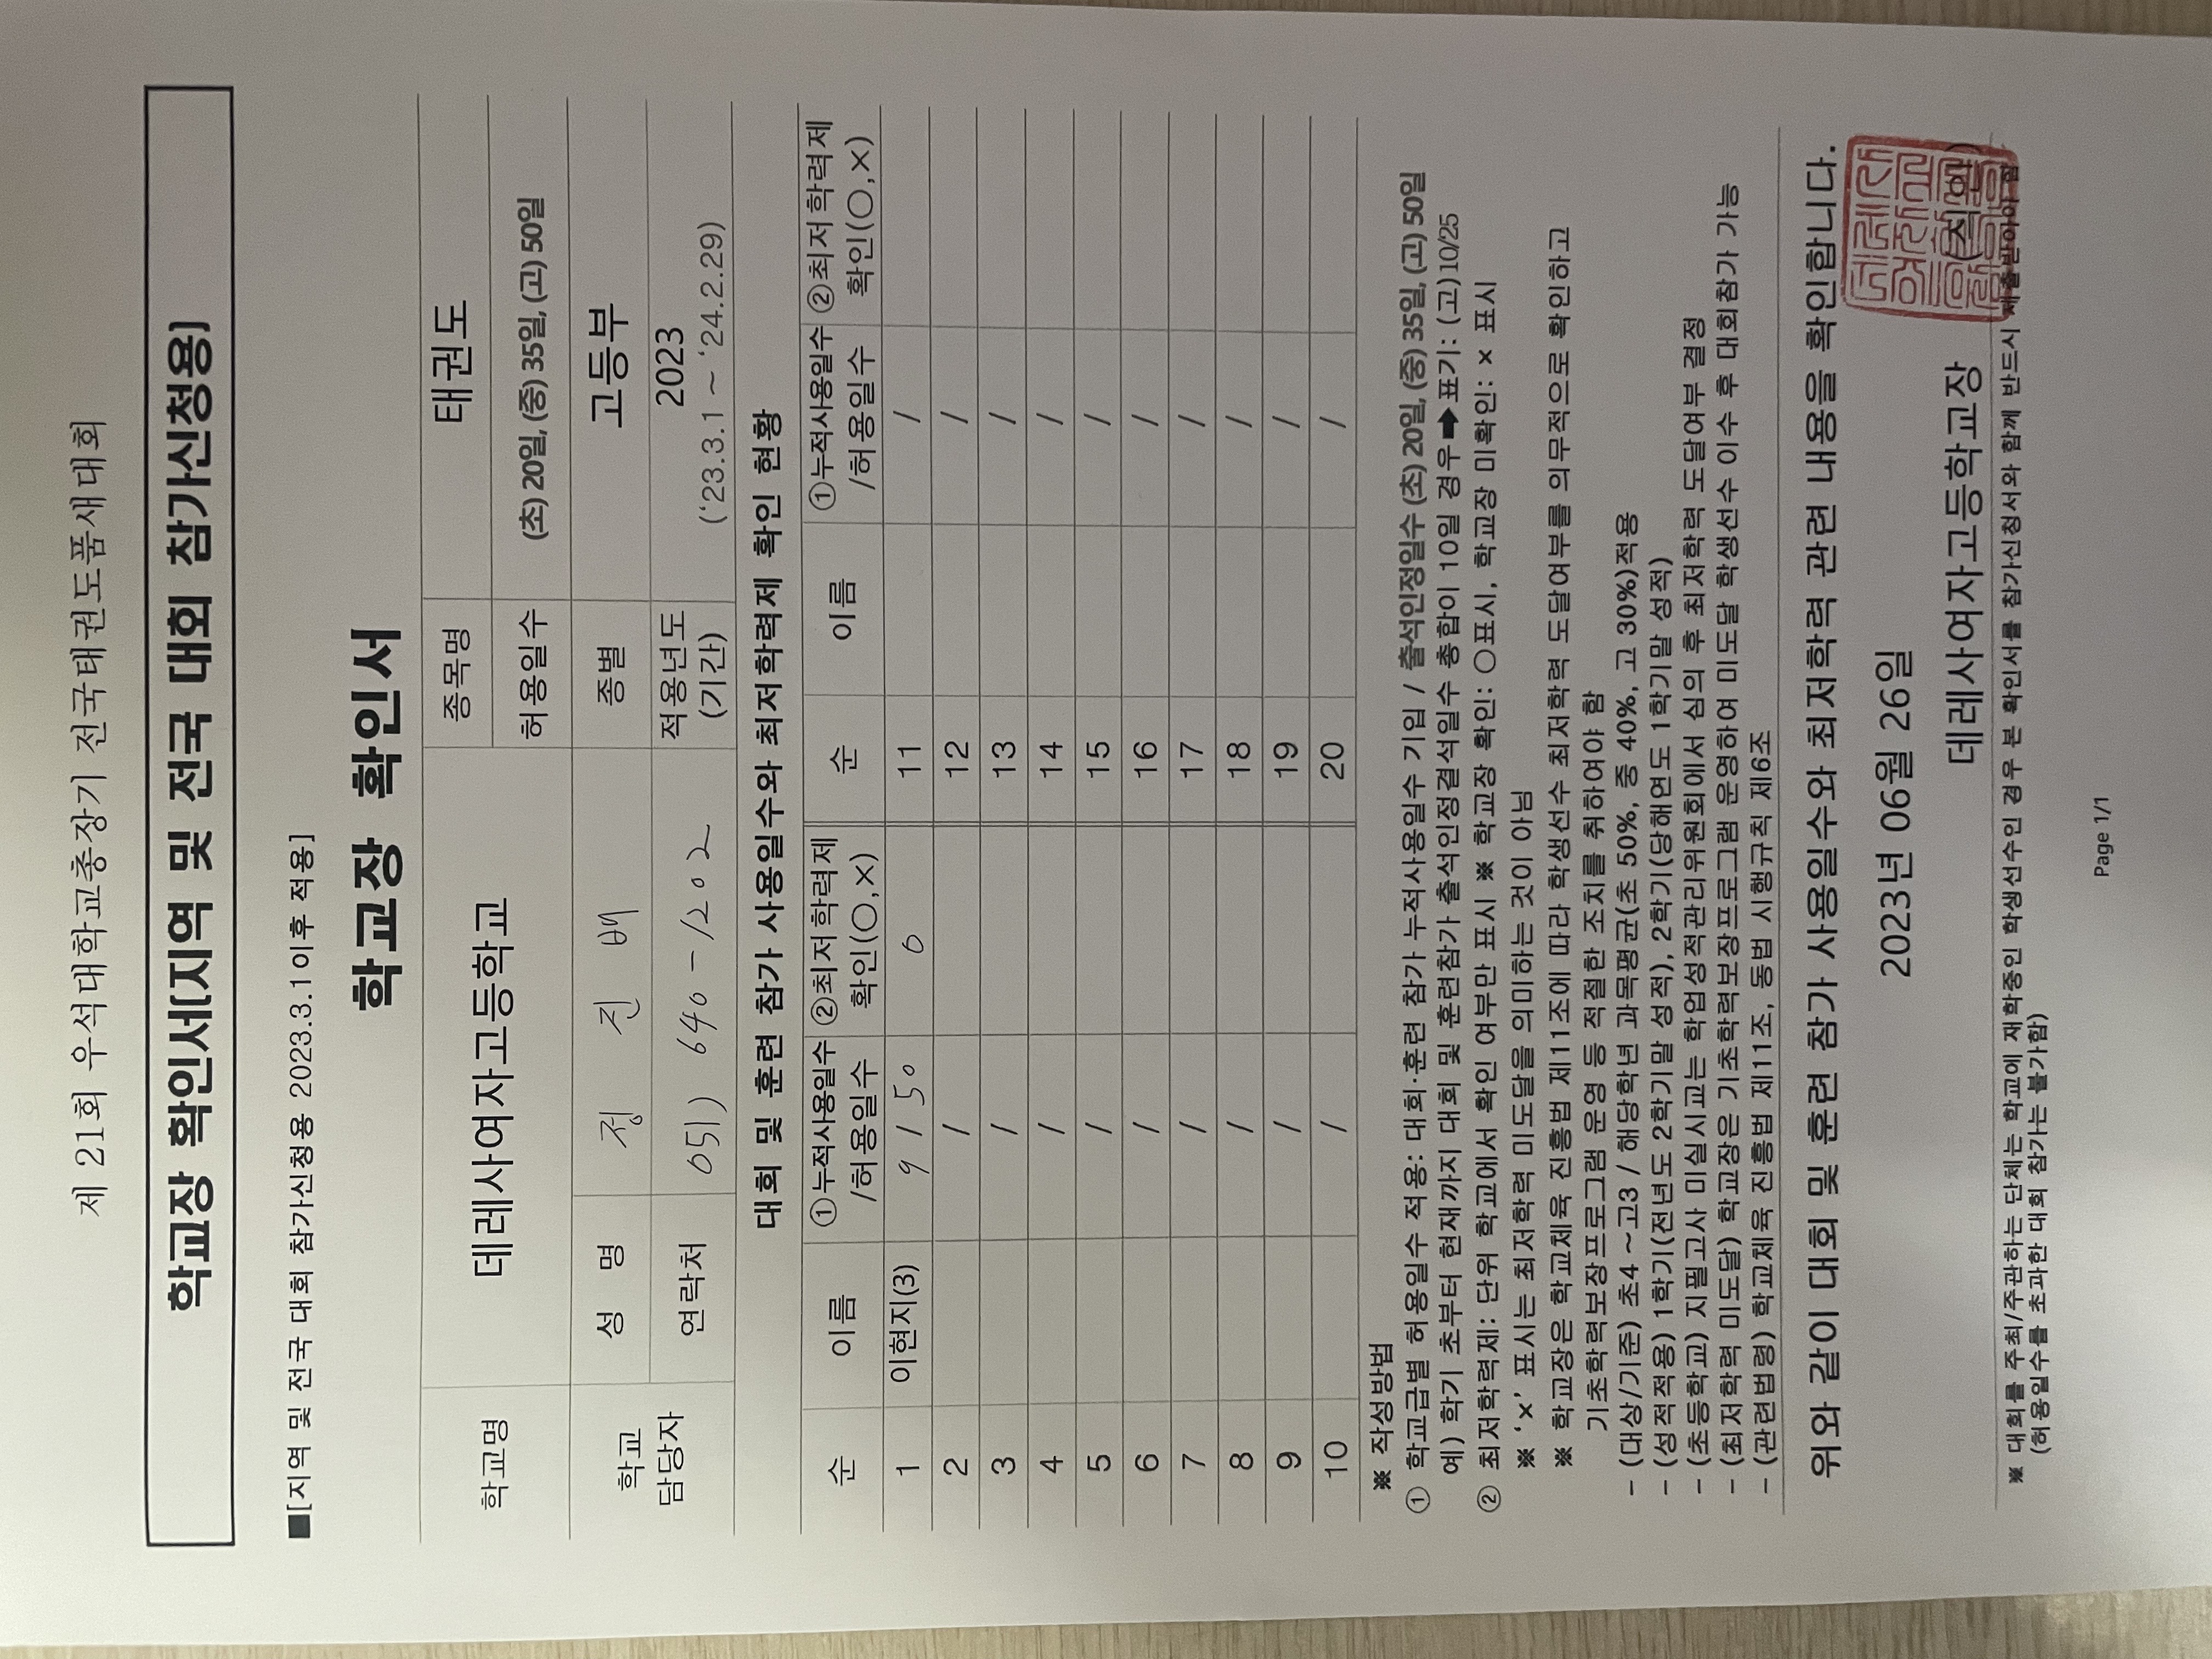 제 21회 우석대학교총장기 전국태권도품새대회
학교장 확인서[지역 및 전국 대회 참가신청용]
■[지역 및 전국 대회 참가신청용 2023.3.1이후 적용]
학교장 확인서
학교명 데레사여자고등학교 종목명 태권도
허용일수 (초) 20일, (중) 35일, (고) 50일
학교 담당자 성 명 정 진 배 종별 고등부
연락처 051) 640-1202 적용년도 (기간) 2023 ('23.3.1 ~ '24.2.29)
대회 및 훈련 참가 사용일수와 최저학력제 확인 현황
순 이름 ①누적사용일수 /허용일수 ②최저학력제 확인(○,×) 순 이름 ①누적사용일수 /허용일수 ②최저학력제 확인(○,×)
1 이현지(3) 9 / 50 o 11 /
2 / 12 /
3 / 13 /
4 / 14 /
5 / 15 /
6 / 16 /
7 / 17 /
8 / 18 /
9 / 19 /
10 / 20 /
※ 작성방법
① 학교급별 허용일수 적용: 대회·훈련 참가 누적사용일수 기입 / 출석인정일수 (초) 20일, (중) 35일, (고) 50일
예) 학기 초부터 현재까지 대회 및 훈련참가 출석인정결석일수 총합이 10일 경우 ➡ 표기: (고) 10/25
② 최저학력제: 단위 학교에서 확인 여부만 표시 ※ 학교장 확인: ○표시, 학교장 미확인: × 표시
※ '×' 표시는 최저학력 미도달을 의미하는 것이 아님
※ 학교장은 학교체육 진흥법 제11조에 따라 학생선수 최저학력 도달여부를 의무적으로 확인하고
기초학력보장프로그램 운영 등 적절한 조치를 취하여야 함
- (대상/기준) 초4 ~고3 / 해당학년 과목평균(초 50%, 중 40%, 고 30%)적용
- (성적적용) 1학기(전년도 2학기말 성적), 2학기(당해연도 1학기말 성적)
- (초등학교) 지필고사 미실시교는 학업성적관리위원회에서 심의 후 최저학력 도달여부 결정
- (최저학력 미도달) 학교장은 기초학력보장프로그램 운영하여 미도달 학생선수 이수 후 대회참가 가능
- (관련법령) 학교체육 진흥법 제11조, 동법 시행규칙 제6조
위와 같이 대회 및 훈련 참가 사용일수와 최저학력 관련 내용을 확인합니다.
2023년 06월 26일
데레사여자고등학교장 (직인)
※ 대회를 주최/주관하는 단체는 학교에 재학중인 학생선수인 경우 본 확인서를 참가신청서와 함께 반드시 제출받아야 함
(허용일수를 초과한 대회 참가는 불가함)
Page 1/1